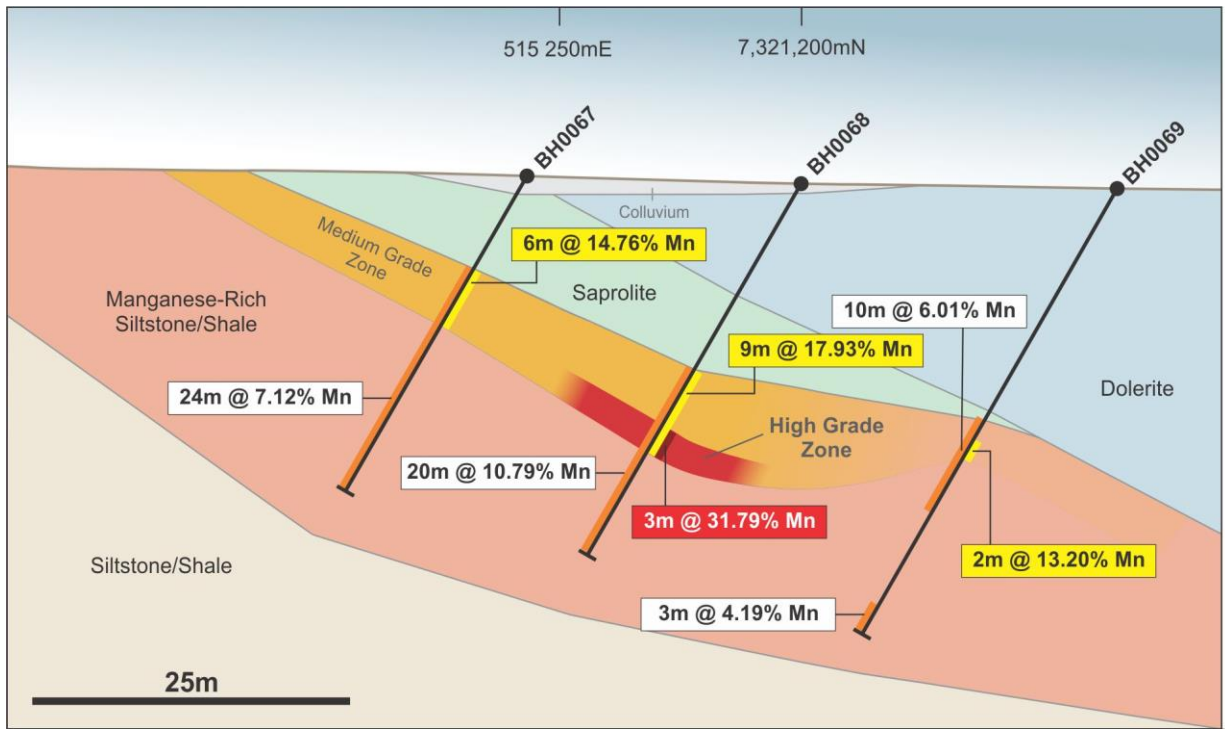 515 250mE
7,321,200mN
BH0067
BH0068
BH0069
Colluvium
Medium Grade
Zone
6m @ 14.76% Mn
Saprolite
Manganese-Rich
Siltstone/Shale
10m @ 6.01% Mn
9m @ 17.93% Mn
Dolerite
24m @ 7.12% Mn
High Grade
Zone
20m @ 10.79% Mn
3m @ 31.79% Mn
2m @ 13.20% Mn
Siltstone/Shale
3m @ 4.19% Mn
25m